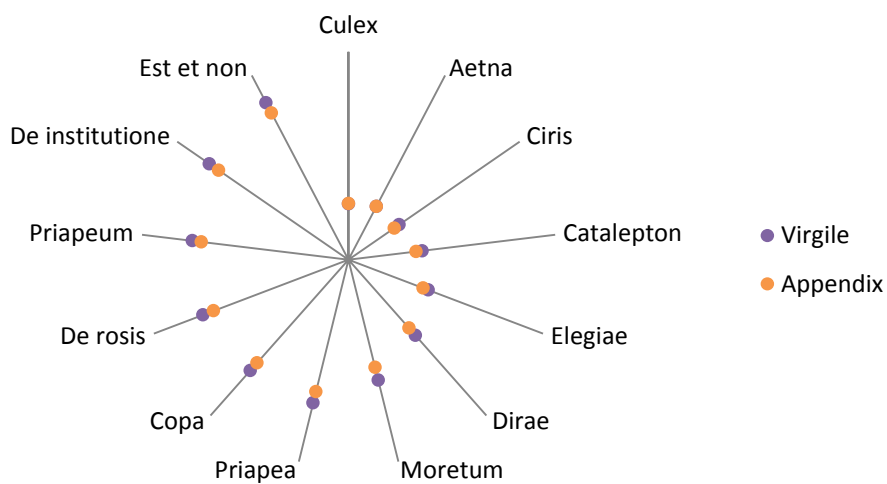 Culex
Est et non
Aetna
De institutione
Ciris
Priapeum
Catalepton
Virgile
Appendix
De rosis
Elegiae
Copa
Dirae
Priapea
Moretum